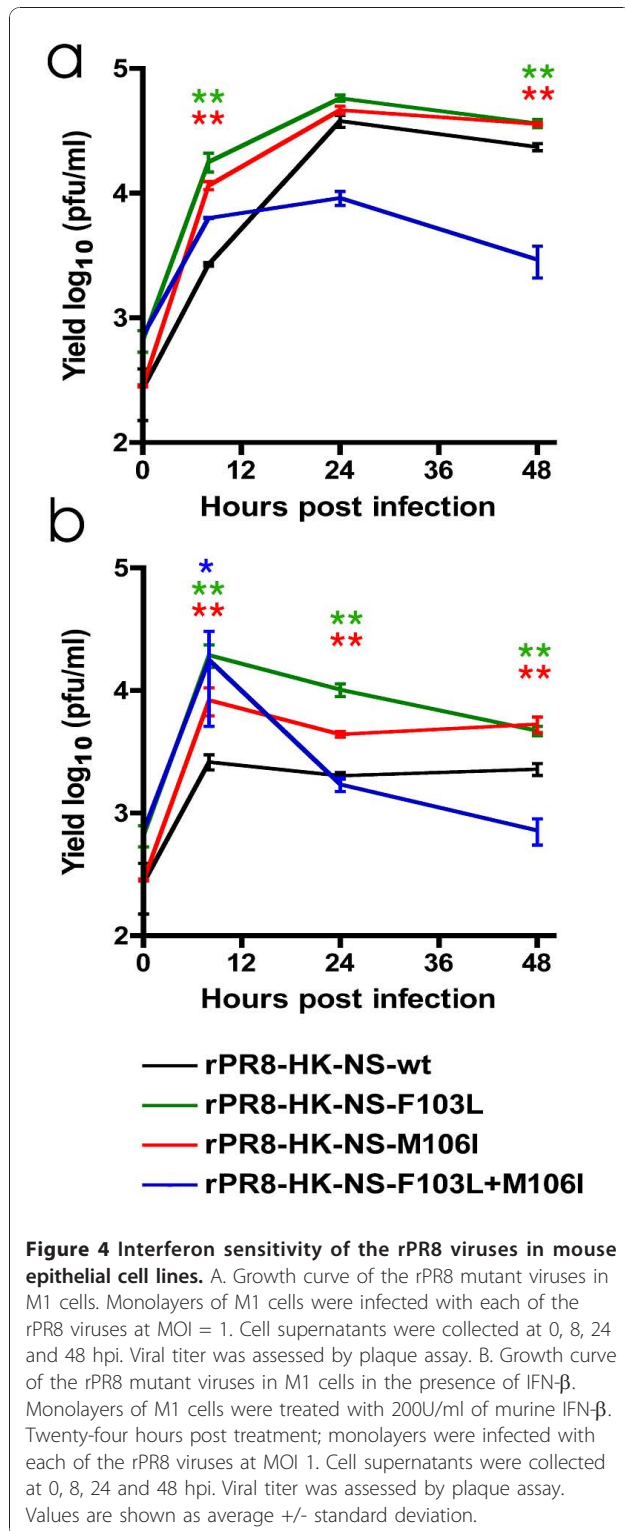 a
** **
** **
5
4
3
2
Yield log10 (pfu/ml)
0 12 24 36 48
Hours post infection
b
*
** ** **
** ** **
5
4
3
2
Yield log10 (pfu/ml)
0 12 24 36 48
Hours post infection
rPR8-HK-NS-wt
rPR8-HK-NS-F103L
rPR8-HK-NS-M106I
rPR8-HK-NS-F103L+M106I
Figure 4 Interferon sensitivity of the rPR8 viruses in mouse
epithelial cell lines. A. Growth curve of the rPR8 mutant viruses in
M1 cells. Monolayers of M1 cells were infected with each of the
rPR8 viruses at MOI = 1. Cell supernatants were collected at 0, 8, 24
and 48 hpi. Viral titer was assessed by plaque assay. B. Growth curve
of the rPR8 mutant viruses in M1 cells in the presence of IFN-β.
Monolayers of M1 cells were treated with 200U/ml of murine IFN-β.
Twenty-four hours post treatment; monolayers were infected with
each of the rPR8 viruses at MOI 1. Cell supernatants were collected
at 0, 8, 24 and 48 hpi. Viral titer was assessed by plaque assay.
Values are shown as average +/- standard deviation.